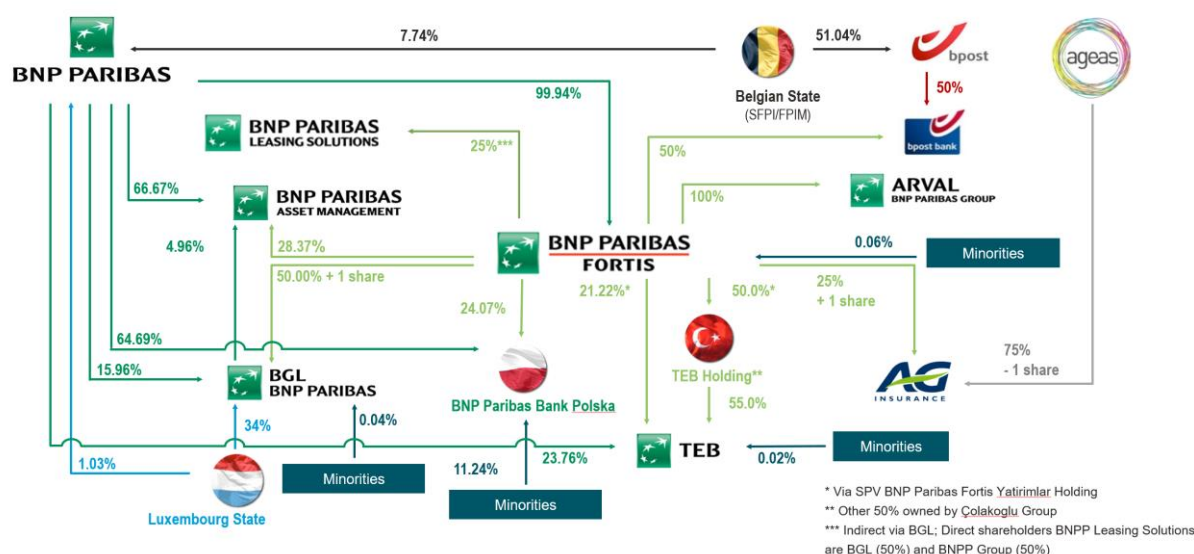 7.74%
51.04%
BNP PARIBAS
bpost
ageas
99.94%
Belgian State
(SFPI/FPIM)
50%
BNP PARIBAS
LEASING SOLUTIONS
25%***
50%
bpost bank
66.67%
BNP PARIBAS
ASSET MANAGEMENT
100%
ARVAL
BNP PARIBAS GROUP
4.96%
28.37%
BNP PARIBAS
FORTIS
0.06%
Minorities
50.00% + 1 share
21.22%*
50.0%*
25%
+ 1 share
24.07%
64.69%
15.96%
BGL
BNP PARIBAS
TEB Holding**
AG
INSURANCE
75%
- 1 share
BNP Paribas Bank Polska
55.0%
34%
0.04%
TEB
Minorities
1.03%
Minorities
11.24%
23.76%
0.02%
Minorities
Luxembourg State
* Via SPV BNP Paribas Fortis Yatirimlar Holding
** Other 50% owned by Çolakoglu Group
*** Indirect via BGL; Direct shareholders BNPP Leasing Solutions
are BGL (50%) and BNPP Group (50%)